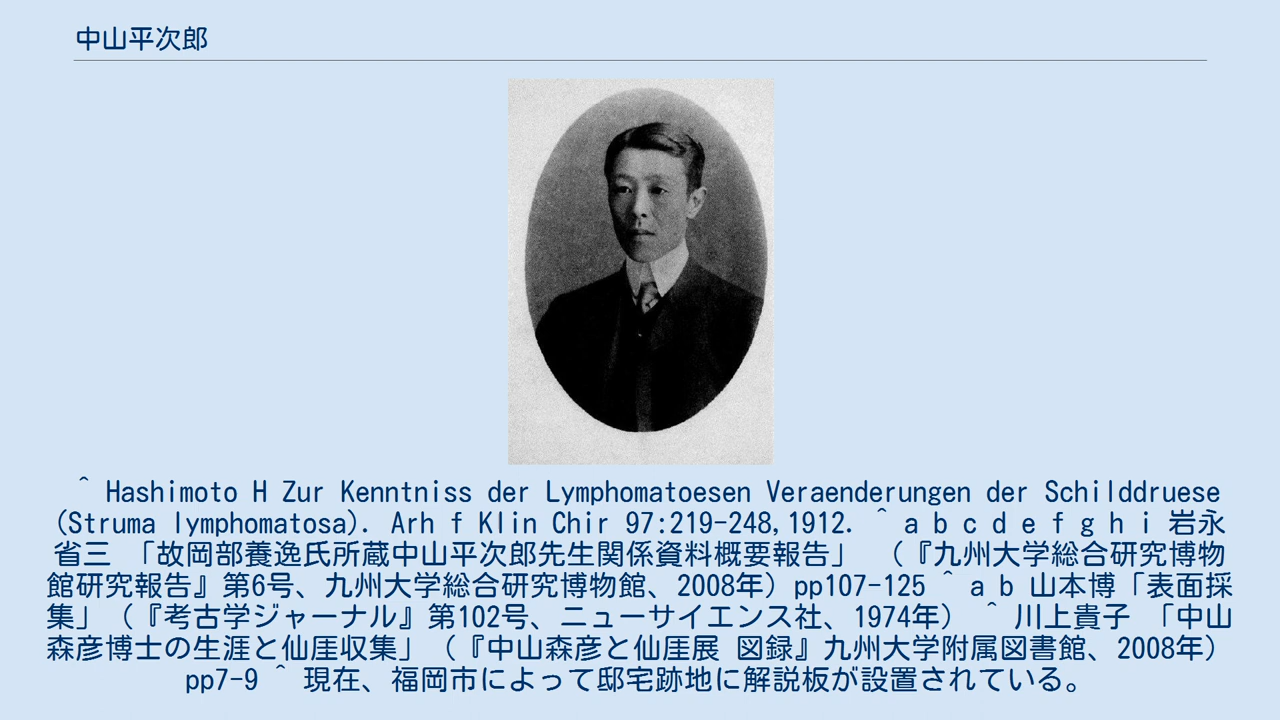 中山平次郎
^ Hashimoto H Zur Kenntniss der Lymphomatoesen Veraenderungen der Schilddruese
(Struma lymphomatosa). Arh f Klin Chir 97:219-248,1912. ^ a b c d e f g h i 岩永
省三 「故岡部養逸氏所蔵中山平次郎先生関係資料概要報告」 （『九州大学総合研究博物
館研究報告』第6号、九州大学総合研究博物館、2008年）pp107-125 ^ a b 山本博「表面採
集」（『考古学ジャーナル』第102号、ニューサイエンス社、1974年） ^ 川上貴子 「中山
森彦博士の生涯と仙厓収集」（『中山森彦と仙厓展 図録』九州大学附属図書館、2008年）
pp7-9 ^ 現在、福岡市によって邸宅跡地に解説板が設置されている。